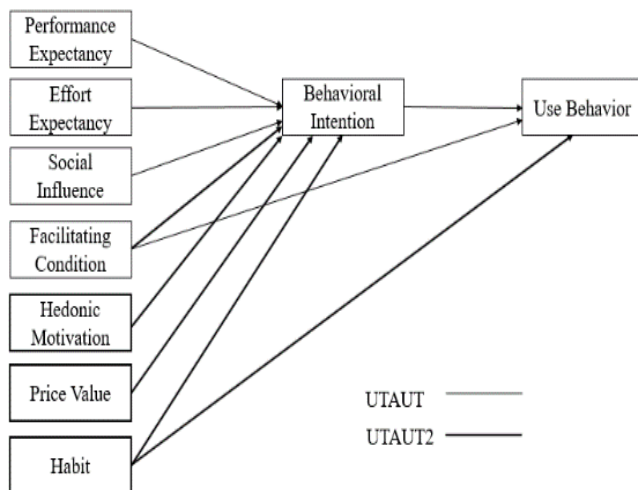 Performance
Expectancy
Effort
Expectancy
Social
Influence
Facilitating
Condition
Hedonic
Motivation
Price Value
Habit
Behavioral
Intention
Use Behavior
UTAUT
UTAUT2